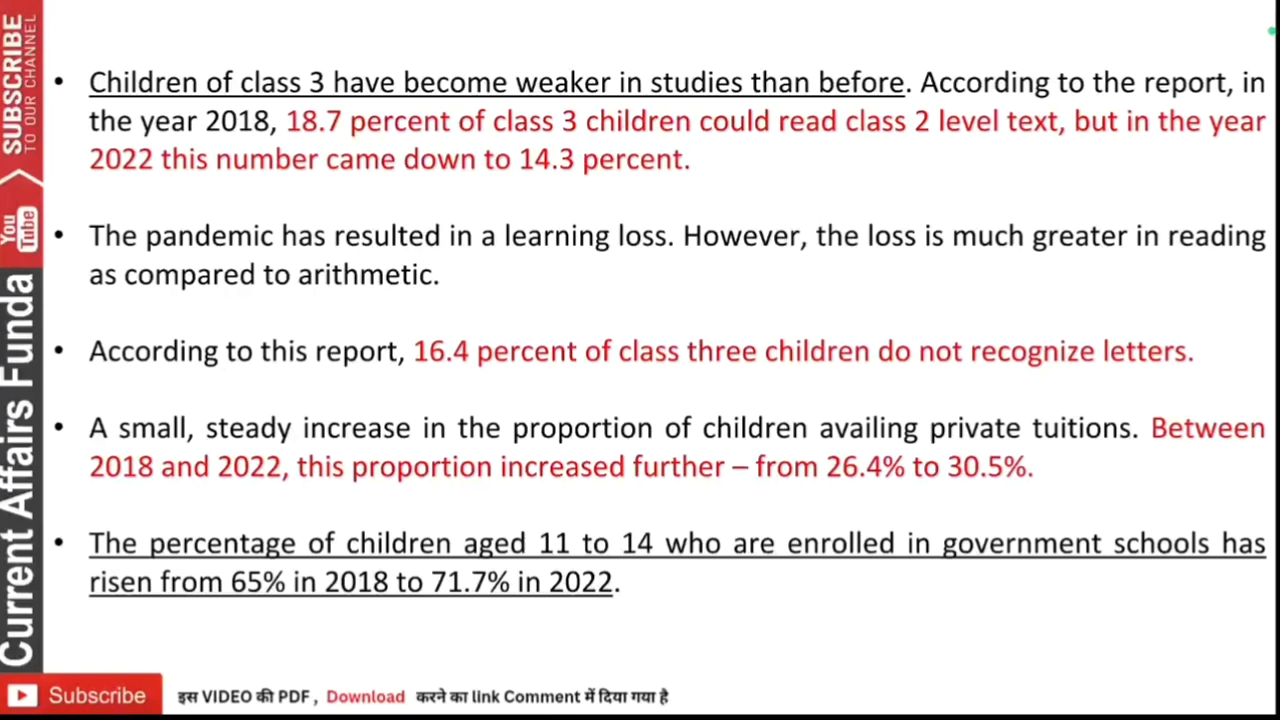 SUBSCRIBE
TO OUR CHANNEL
You Tube
Current Affairs Funda
• Children of class 3 have become weaker in studies than before. According to the report, in
the year 2018, 18.7 percent of class 3 children could read class 2 level text, but in the year
2022 this number came down to 14.3 percent.
• The pandemic has resulted in a learning loss. However, the loss is much greater in reading
as compared to arithmetic.
• According to this report, 16.4 percent of class three children do not recognize letters.
• A small, steady increase in the proportion of children availing private tuitions. Between
2018 and 2022, this proportion increased further – from 26.4% to 30.5%.
• The percentage of children aged 11 to 14 who are enrolled in government schools has
risen from 65% in 2018 to 71.7% in 2022.
Subscribe
इस VIDEO की PDF , Download करने का link Comment में दिया गया है